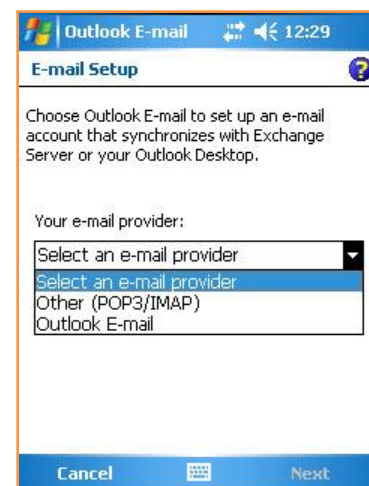 Outlook E-mail 12:29
E-mail Setup
?
Choose Outlook E-mail to set up an e-mail
account that synchronizes with Exchange
Server or your Outlook Desktop.
Your e-mail provider:
Select an e-mail provider
Select an e-mail provider
Other (POP3/IMAP)
Outlook E-mail
Cancel Next